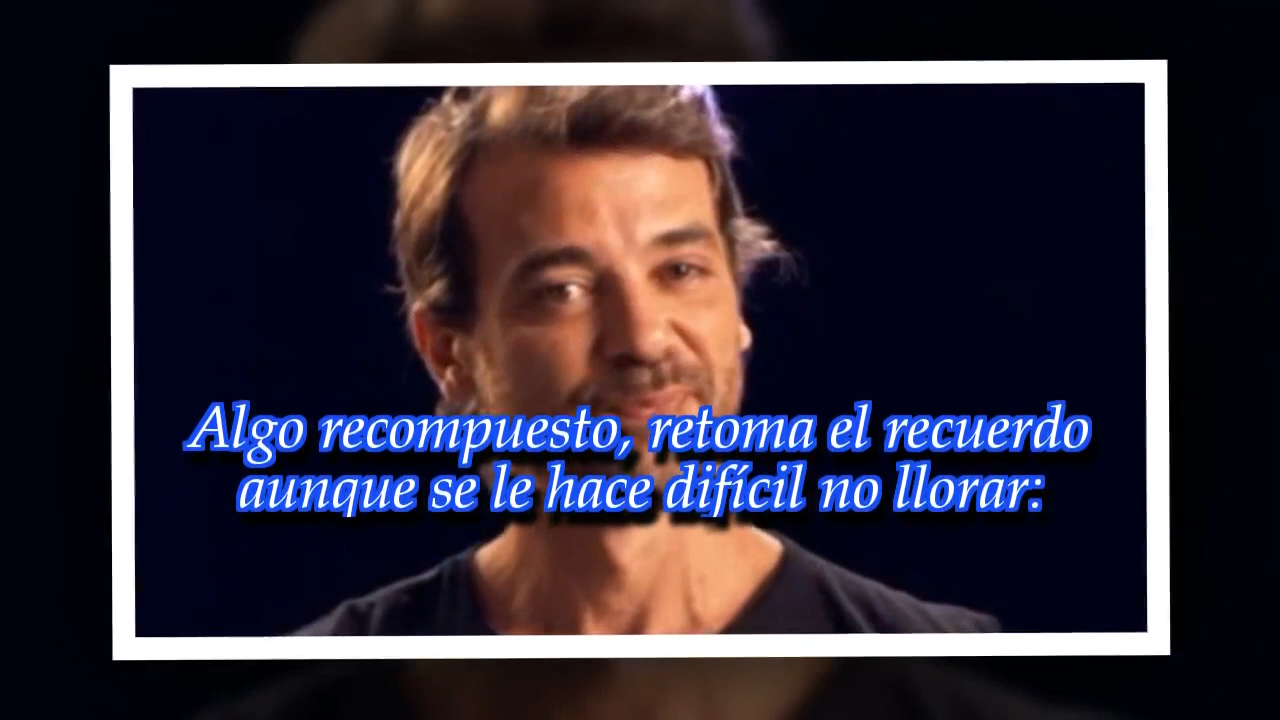 Algo recompuesto, retoma el recuerdo
aunque se le hace difícil no llorar: